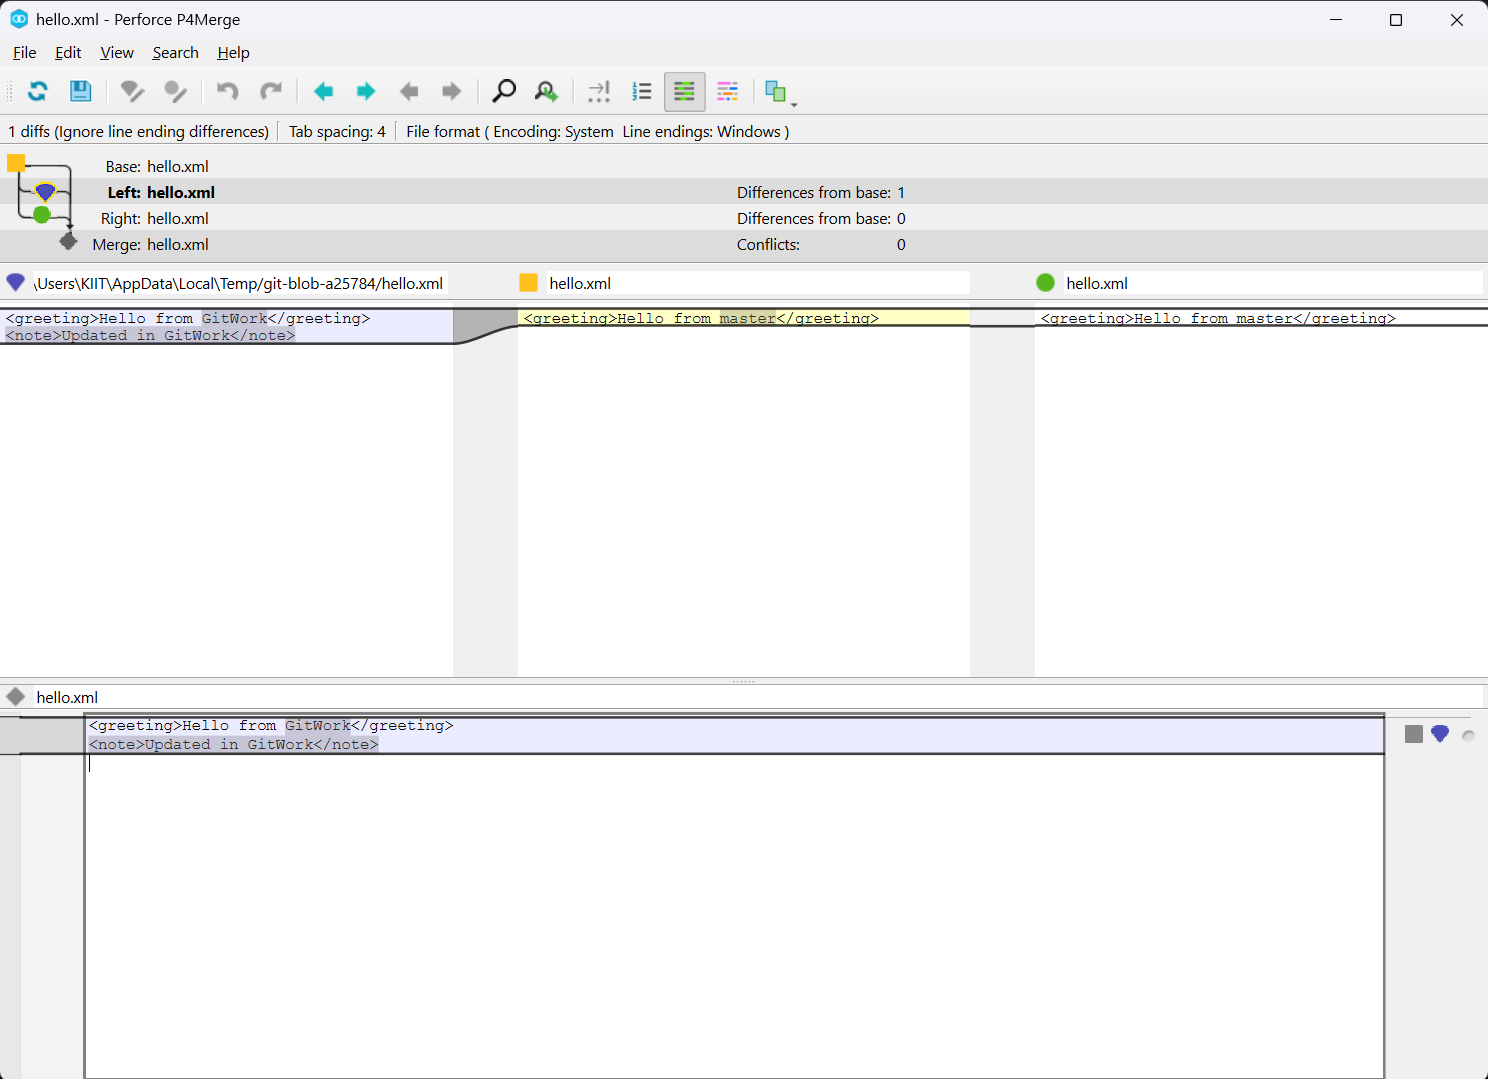 hello.xml - Perforce P4Merge
File Edit View Search Help
1 diffs (Ignore line ending differences) Tab spacing: 4 File format ( Encoding: System Line endings: Windows )
Base: hello.xml
Left: hello.xml Differences from base: 1
Right: hello.xml Differences from base: 0
Merge: hello.xml Conflicts: 0
\Users\KIIT\AppData\Local\Temp/git-blob-a25784/hello.xml hello.xml hello.xml
<greeting>Hello from GitWork</greeting> <greeting>Hello from master</greeting> <greeting>Hello from master</greeting>
<note>Updated in GitWork</note>
hello.xml
<greeting>Hello from GitWork</greeting>
<note>Updated in GitWork</note>